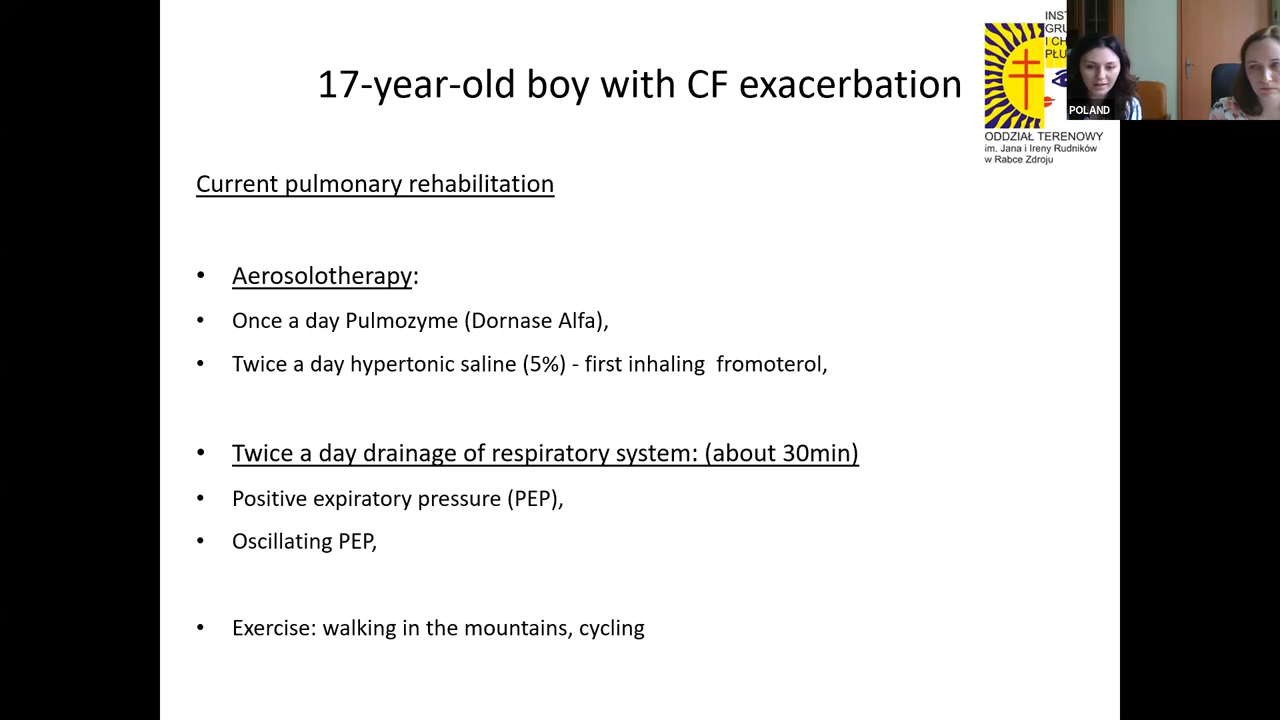 17-year-old boy with CF exacerbation
POLAND
ODDZIAŁ TERENOWY
im. Jana i Ireny Rudników
w Rabce Zdroju
Current pulmonary rehabilitation
• Aerosolotherapy:
• Once a day Pulmozyme (Dornase Alfa),
• Twice a day hypertonic saline (5%) - first inhaling fromoterol,
• Twice a day drainage of respiratory system: (about 30min)
• Positive expiratory pressure (PEP),
• Oscillating PEP,
• Exercise: walking in the mountains, cycling